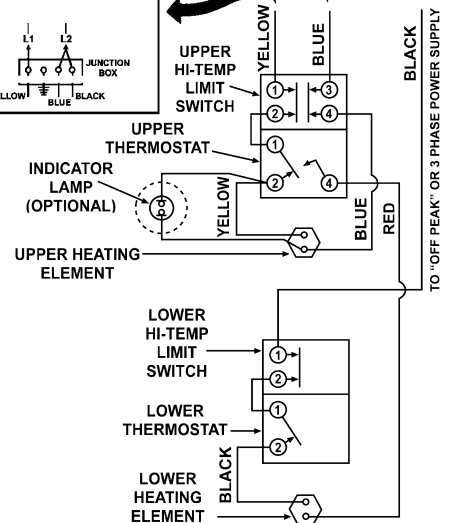 L1 L2
JUNCTION
BOX
LLOW
BLUE
BLACK
YELLOW
BLUE
BLACK
TO "OFF PEAK" OR 3 PHASE POWER SUPPLY
UPPER
HI-TEMP
LIMIT
SWITCH
1 3
2 4
UPPER
THERMOSTAT
1
2 4
INDICATOR
LAMP
(OPTIONAL)
YELLOW
BLUE
RED
UPPER HEATING
ELEMENT
LOWER
HI-TEMP
LIMIT
SWITCH
1
2
LOWER
THERMOSTAT
1
2
BLACK
LOWER
HEATING
ELEMENT